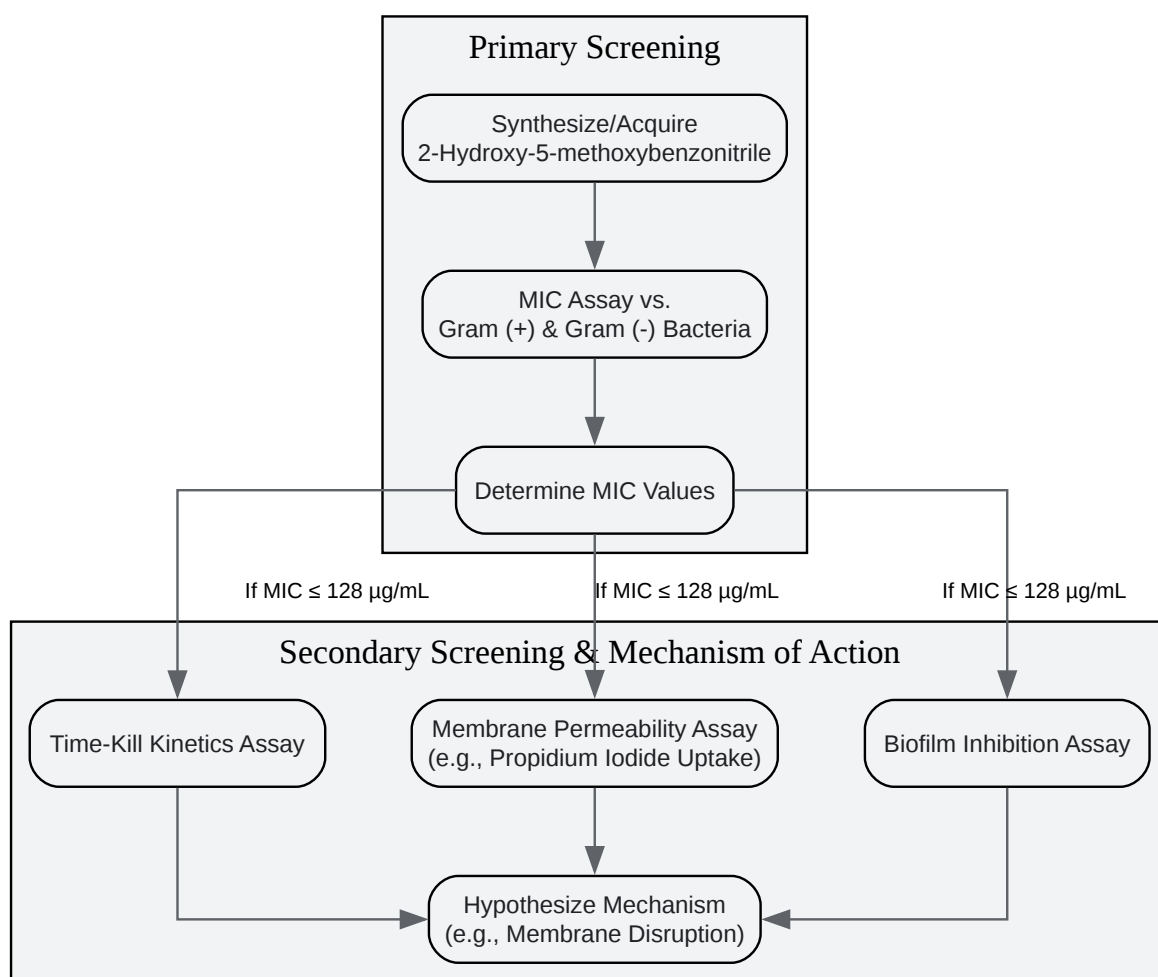 Primary Screening
Synthesize/Acquire
2-Hydroxy-5-methoxybenzonitrile
MIC Assay vs.
Gram (+) & Gram (-) Bacteria
Determine MIC Values
If MIC ≤ 128 µg/mL
If MIC ≤ 128 µg/mL
If MIC ≤ 128 µg/mL
Secondary Screening & Mechanism of Action
Time-Kill Kinetics Assay
Membrane Permeability Assay
(e.g., Propidium Iodide Uptake)
Biofilm Inhibition Assay
Hypothesize Mechanism
(e.g., Membrane Disruption)